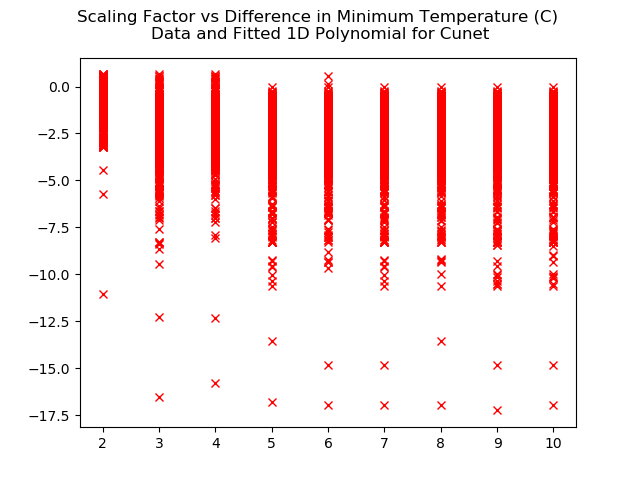 Scaling Factor vs Difference in Minimum Temperature (C)
Data and Fitted 1D Polynomial for Cunet
0.0
−2.5
−5.0
−7.5
−10.0
−12.5
−15.0
−17.5
2 3 4 5 6 7 8 9 10